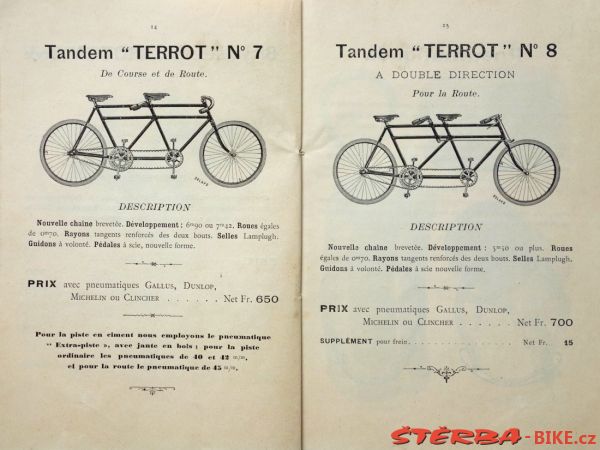 14
Tandem “TERROT” N° 7
De Course et de Route.
DESCRIPTION
Nouvelle chaîne brevetée. Développement : 6m90 ou 7m42. Roues égales
de 0m70. Rayons tangents renforcés des deux bouts. Selles Lamplugh.
Guidons à volonté. Pédales à scie, nouvelle forme.
PRIX avec pneumatiques GALLUS, DUNLOP,
MICHELIN OU CLINCHER . . . . . . Net Fr. 650
Pour la piste en ciment nous employons le pneumatique
“ Extra-piste », avec jante en bois ; pour la piste
ordinaire les pneumatiques de 40 et 42 m/m,
et pour la route le pneumatique de 45 m/m.
15
Tandem “TERROT” N° 8
A DOUBLE DIRECTION
Pour la Route.
DESCRIPTION
Nouvelle chaîne brevetée. Développement : 5m50 ou plus. Roues
égales de 0m70. Rayons tangents renforcés des deux bouts. Selles Lamplugh.
Guidons à volonté. Pédales à scie nouvelle forme.
PRIX avec pneumatiques GALLUS, DUNLOP,
MICHELIN OU CLINCHER . . . . . . Net Fr. 700
SUPPLÉMENT pour frein. . . . . . . . . Net Fr. 15
ŠTĚRBA-BIKE.cz